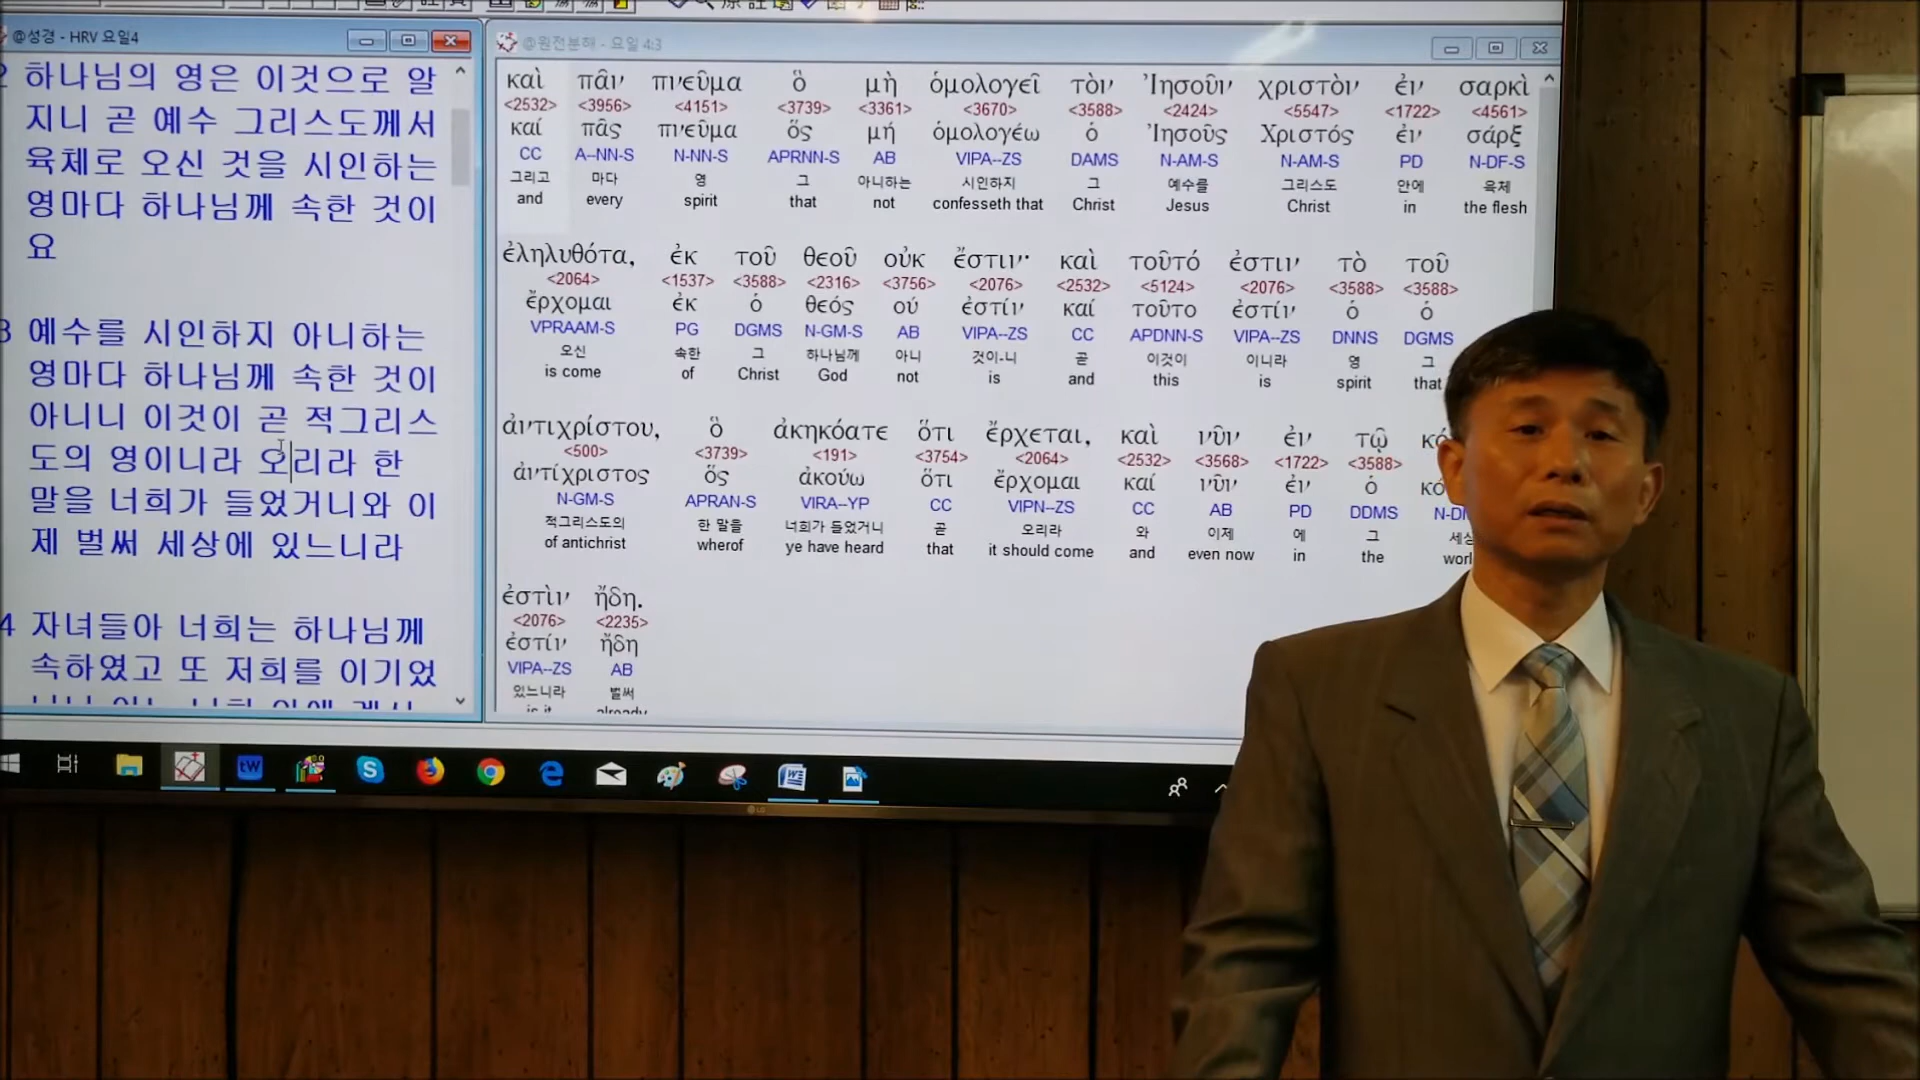 @성경 - HRV 요일4
2 하나님의 영은 이것으로 알
지니 곧 예수 그리스도께서
육체로 오신 것을 시인하는
영마다 하나님께 속한 것이
요
3 예수를 시인하지 아니하는
영마다 하나님께 속한 것이
아니니 이것이 곧 적그리스
도의 영이니라 오리라 한
말을 너희가 들었거니와 이
제 벌써 세상에 있느니라
4 자녀들아 너희는 하나님께
속하였고 또 저희를 이기었
@원전분해 - 요일 4:3
καὶ πᾶν πνεῦμα ὃ μὴ ὁμολογεῖ τὸν Ἰησοῦν χριστὸν ἐν σαρκὶ
<2532> <3956> <4151> <3739> <3361> <3670> <3588> <2424> <5547> <1722> <4561>
καί πᾶς πνεῦμα ὅς μή ὁμολογέω ὁ Ἰησοῦς Χριστός ἐν σάρξ
CC A--NN-S N-NN-S APRNN-S AB VIPA--ZS DAMS N-AM-S N-AM-S PD N-DF-S
그리고 마다 영 그 아니하는 시인하지 그 예수를 그리스도 안에 육체
and every spirit that not confesseth that Christ Jesus Christ in the flesh
ἐληλυθότα, ἐκ τοῦ θεοῦ οὐκ ἔστιν· καὶ τοῦτό ἐστιν τὸ τοῦ
<2064> <1537> <3588> <2316> <3756> <2076> <2532> <5124> <2076> <3588> <3588>
ἔρχομαι ἐκ ὁ θεός οὐ ἐστίν καί τοῦτο ἐστίν ὁ ὁ
VPRAAM-S PG DGMS N-GM-S AB VIPA--ZS CC APDNN-S VIPA--ZS DNNS DGMS
오신 속한 그 하나님께 아니 것이-니 곧 이것이 이니라 영 그
is come of Christ God not is and this is spirit that
ἀντιχρίστου, ὃ ἀκηκόατε ὅτι ἔρχεται, καὶ νῦν ἐν τῷ κό
<500> <3739> <191> <3754> <2064> <2532> <3568> <1722> <3588>
ἀντίχριστος ὅς ἀκούω ὅτι ἔρχομαι καί νῦν ἐν ὁ κό
N-GM-S APRAN-S VIRA--YP CC VIPN--ZS CC AB PD DDMS N-D
적그리스도의 한 말을 너희가 들었거니 곧 오리라 와 이제 에 그 세상
of antichrist wherof ye have heard that it should come and even now in the worl
ἐστὶν ἤδη.
<2076> <2235>
ἐστίν ἤδη
VIPA--ZS AB
있느니라 벌써
is it already
LG